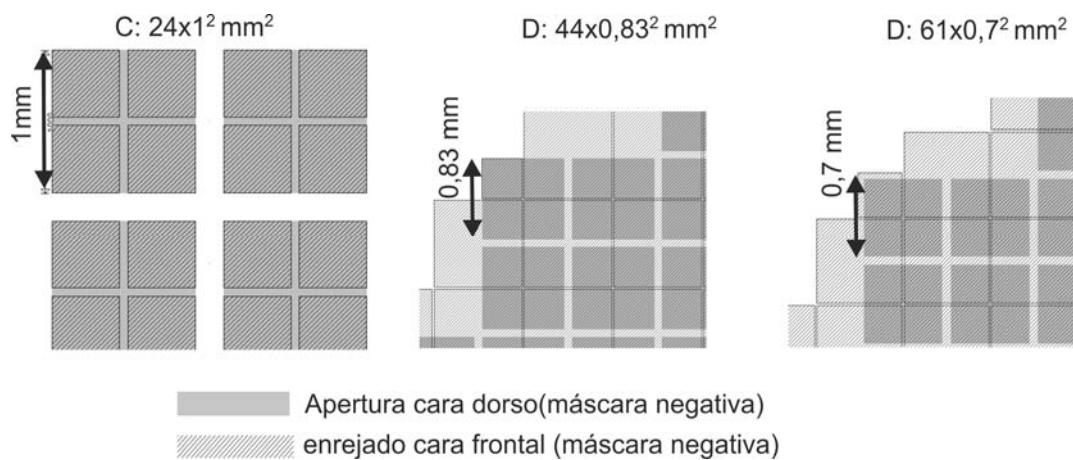 C: 24x1² mm²
D: 44x0,83² mm²
D: 61x0,7² mm²
1mm
0,83 mm
0,7 mm
Apertura cara dorso(máscara negativa)
enrejado cara frontal (máscara negativa)